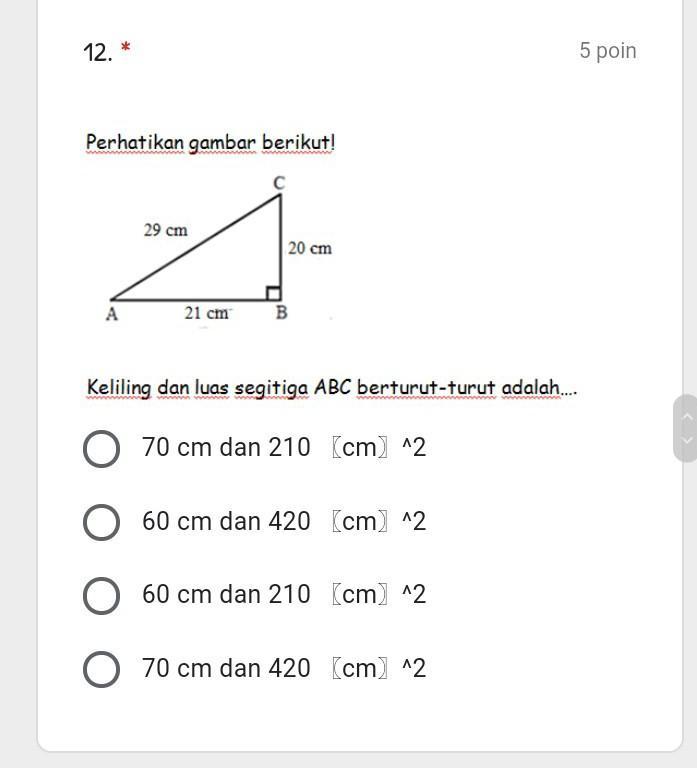 12. *
5 poin
Perhatikan gambar berikut!
C
29 cm
20 cm
A
21 cm
B
Keliling dan luas segitiga ABC berturut-turut adalah....
70 cm dan 210 〖cm〗^2
60 cm dan 420 〖cm〗^2
60 cm dan 210 〖cm〗^2
70 cm dan 420 〖cm〗^2